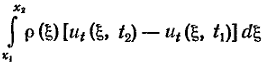 ∫_{x₁}^{x₂} ρ(ξ) [u_t(ξ, t₂) — u_t(ξ, t₁)] dξ